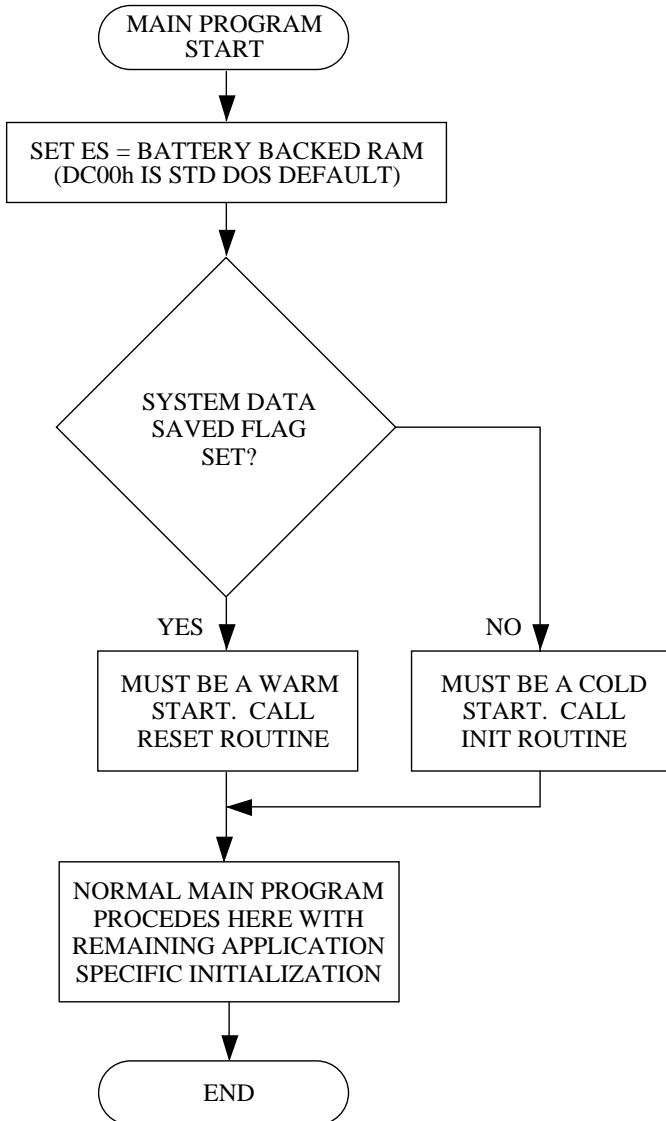 MAIN PROGRAM
START
SET ES = BATTERY BACKED RAM
(DC00h IS STD DOS DEFAULT)
SYSTEM DATA
SAVED FLAG
SET?
YES
NO
MUST BE A WARM
START.  CALL
RESET ROUTINE
MUST BE A COLD
START.  CALL
INIT ROUTINE
NORMAL MAIN PROGRAM
PROCEDES HERE WITH
REMAINING APPLICATION
SPECIFIC INITIALIZATION
END